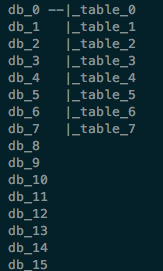 db_0 --|_table_0
db_1   |_table_1
db_2   |_table_2
db_3   |_table_3
db_4   |_table_4
db_5   |_table_5
db_6   |_table_6
db_7   |_table_7
db_8
db_9
db_10
db_11
db_12
db_13
db_14
db_15